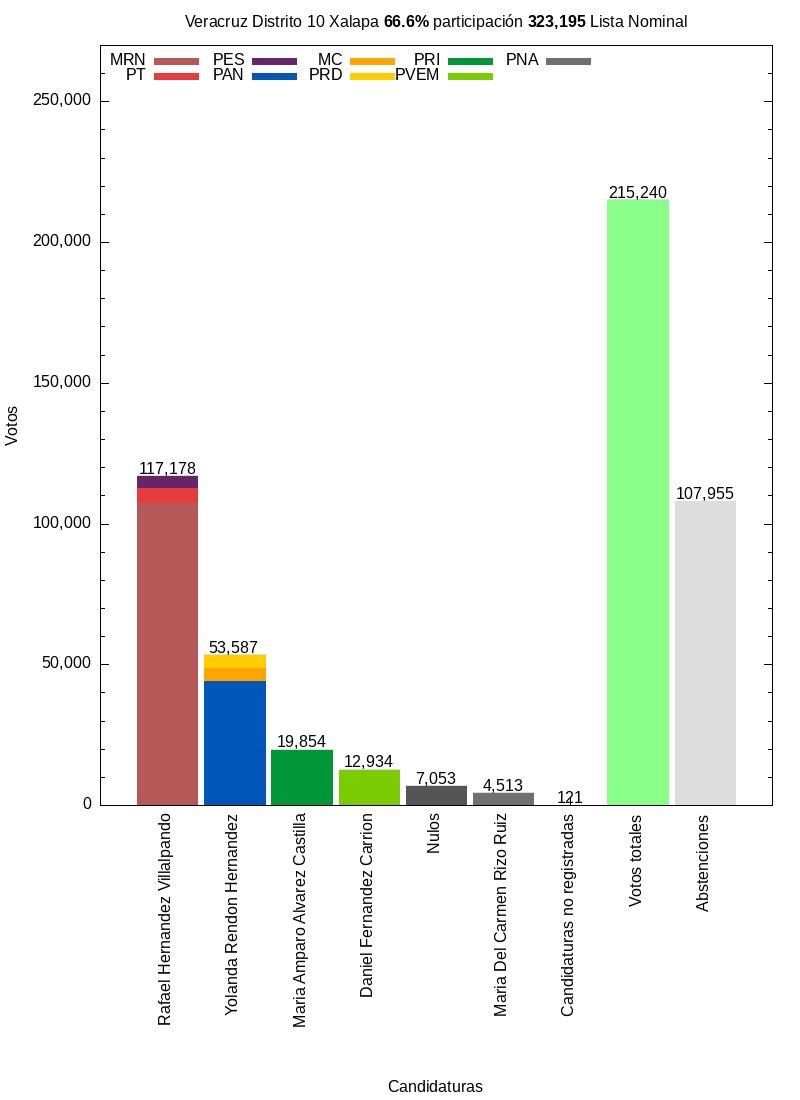 Veracruz Distrito 10 Xalapa 66.6% participación 323,195 Lista Nominal
MRN PES MC PRI PNA
PT PAN PRD PVEM
250,000
200,000
150,000
100,000
50,000
0
Votos
117,178
53,587
19,854
12,934
7,053
4,513
121
215,240
107,955
Rafael Hernandez Villalpando
Yolanda Rendon Hernandez
Maria Amparo Alvarez Castilla
Daniel Fernandez Carrion
Nulos
Maria Del Carmen Rizo Ruiz
Candidaturas no registradas
Votos totales
Abstenciones
Candidaturas